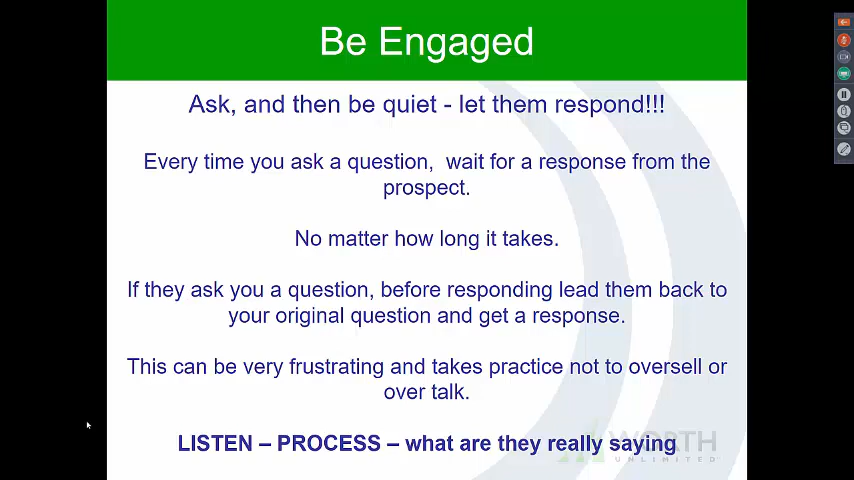 Be Engaged
Ask, and then be quiet - let them respond!!!
Every time you ask a question,  wait for a response from the
prospect.
No matter how long it takes.
If they ask you a question, before responding lead them back to
your original question and get a response.
This can be very frustrating and takes practice not to oversell or
over talk.
LISTEN – PROCESS – what are they really saying
WORTH
UNLIMITED